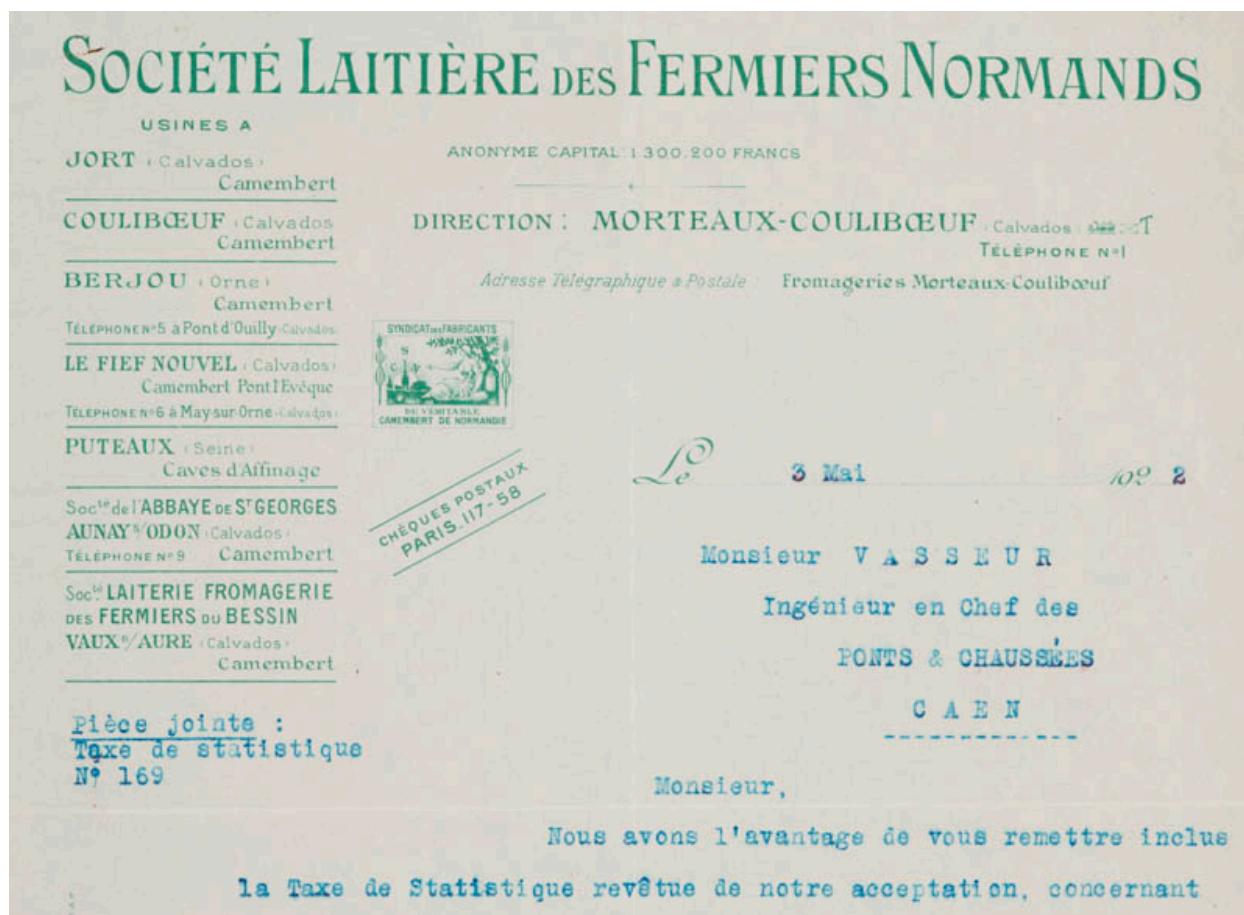 SOCIÉTÉ LAITIÈRE DES FERMIERS NORMANDS
USINES A
JORT (Calvados)
Camembert
COULIBŒUF (Calvados
Camembert
BERJOU (Orne)
Camembert
TÉLÉPHONE Nº5 à Pont d'Ouilly (Calvados)
LE FIEF NOUVEL (Calvados)
Camembert Pont l'Evêque
TÉLÉPHONE Nº6 à May-sur-Orne (Calvados)
PUTEAUX (Seine)
Caves d'Affinage
Socté de l'ABBAYE DE ST GEORGES
AUNAY S/ODON (Calvados)
TÉLÉPHONE Nº 9 Camembert
Socté LAITERIE FROMAGERIE
DES FERMIERS DU BESSIN
VAUX S/AURE (Calvados)
Camembert
ANONYME CAPITAL 1.300.200 FRANCS
DIRECTION : MORTEAUX-COULIBŒUF (Calvados)
TÉLÉPHONE Nº1
Adresse Télégraphique & Postale : Fromageries Morteaux-Coulibœuf
SYNDICAT DES FABRICANTS
DU VÉRITABLE
CAMEMBERT DE NORMANDIE
CHÈQUES POSTAUX
PARIS. 117-58
Le 3 Mai 192 2
Monsieur V A S S E U R
Ingénieur en Chef des
PONTS & CHAUSSÉES
C A E N
Pièce jointe :
Taxe de statistique
Nº 169
Monsieur,
Nous avons l'avantage de vous remettre inclus
la Taxe de Statistique revêtue de notre acceptation, concernant